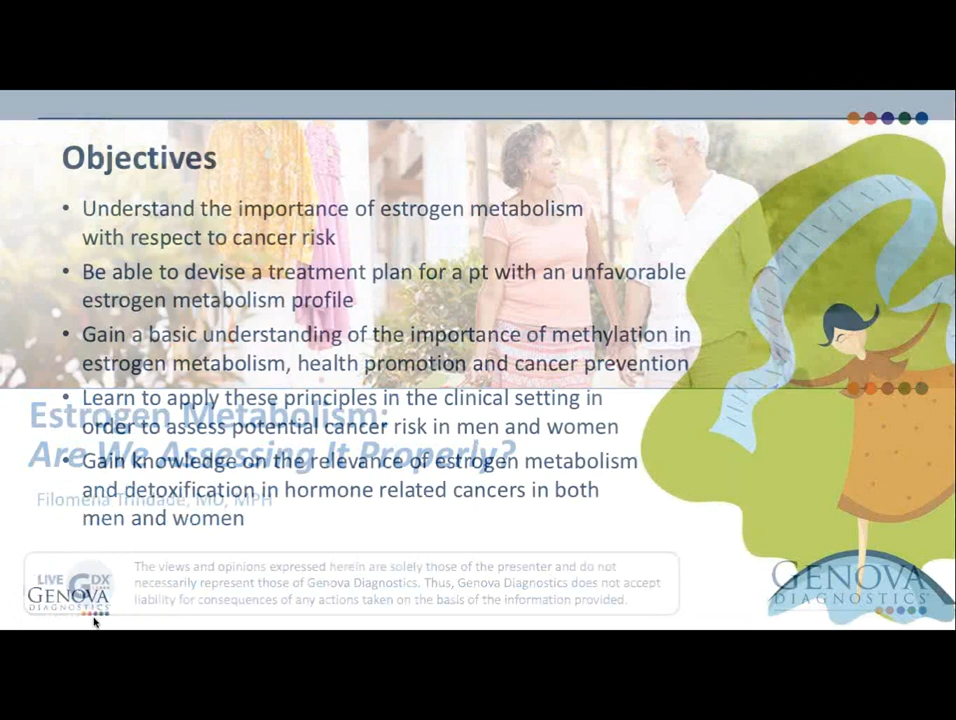 Objectives
• Understand the importance of estrogen metabolism
with respect to cancer risk
• Be able to devise a treatment plan for a pt with an unfavorable
estrogen metabolism profile
• Gain a basic understanding of the importance of methylation in
estrogen metabolism, health promotion and cancer prevention
• Learn to apply these principles in the clinical setting in
order to assess potential cancer risk in men and women
• Gain knowledge on the relevance of estrogen metabolism
and detoxification in hormone related cancers in both
men and women
Estrogen Metabolism:
Are We Assessing It Properly?
Filomena Trindade, MD, MPH
LIVE GDX
GENOVA
DIAGNOSTICS
The views and opinions expressed herein are solely those of the presenter and do not
necessarily represent those of Genova Diagnostics. Thus, Genova Diagnostics does not accept
liability for consequences of any actions taken on the basis of the information provided.
GENOVA
DIAGNOSTICS